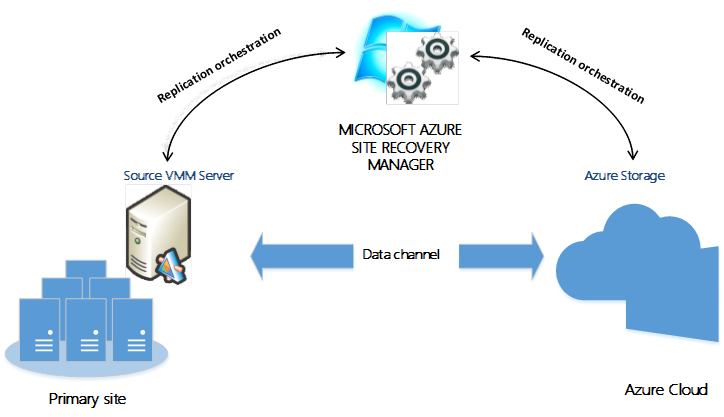 Replication orchestration
Replication orchestration
MICROSOFT AZURE
SITE RECOVERY
MANAGER
Source VMM Server
Azure Storage
Data channel
Primary site
Azure Cloud